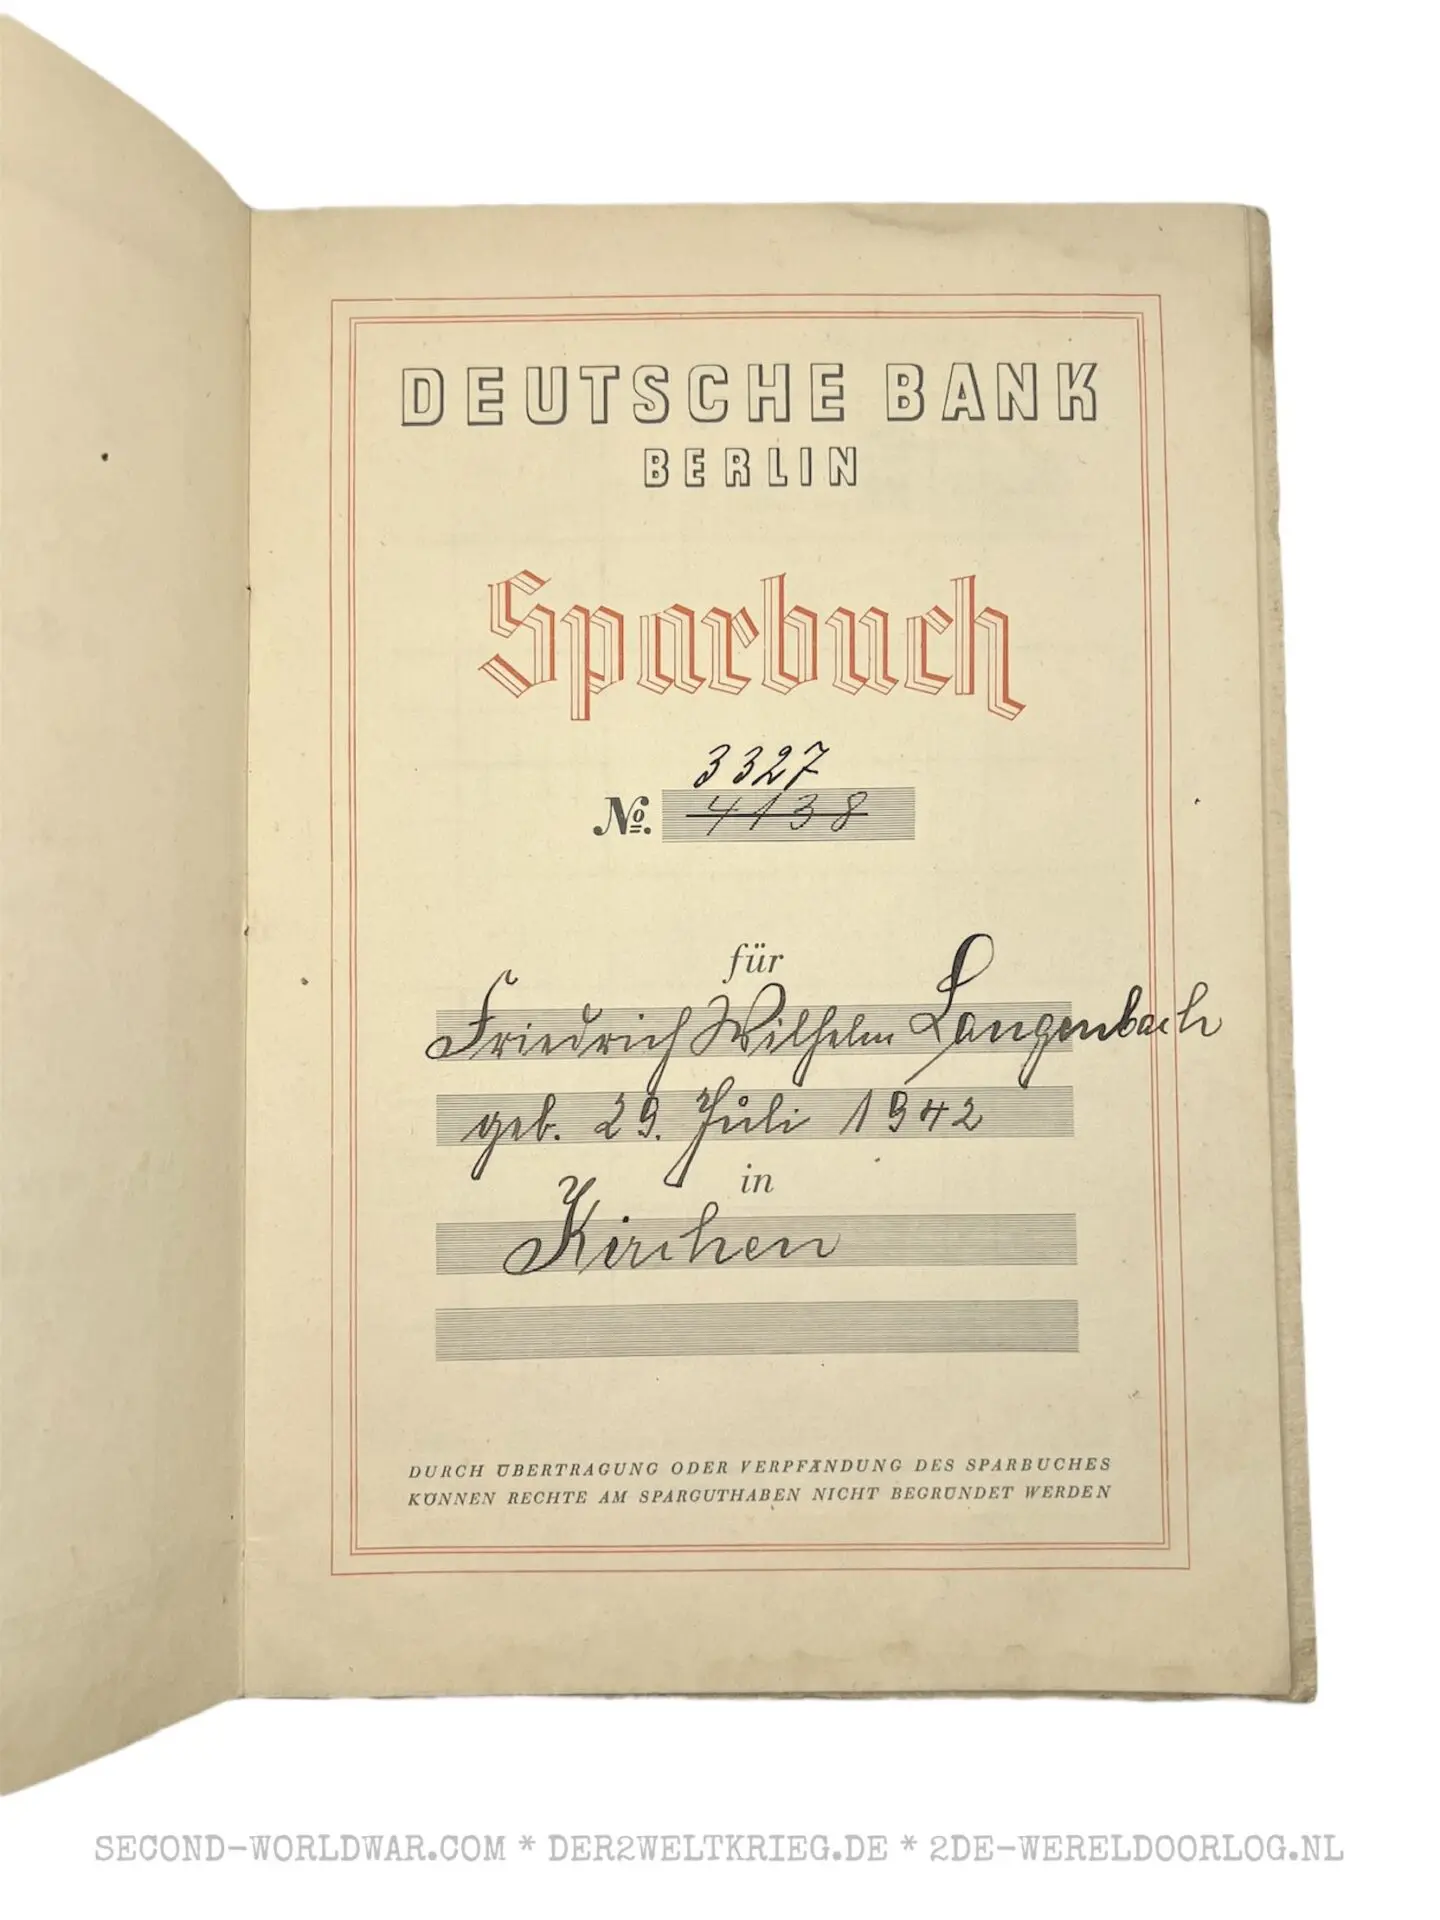 DEUTSCHE BANK
BERLIN
Sparbuch
3327
No. 4138
für
Friedrich Wilhelm Langenbach
geb. 29. Juli 1942
in
Kirchen
DURCH ÜBERTRAGUNG ODER VERPFÄNDUNG DES SPARBUCHES
KÖNNEN RECHTE AM SPARGUTHABEN NICHT BEGRÜNDET WERDEN
SECOND-WORLDWAR.COM * DER2WELTKRIEG.DE * 2DE-WERELDOORLOG.NL